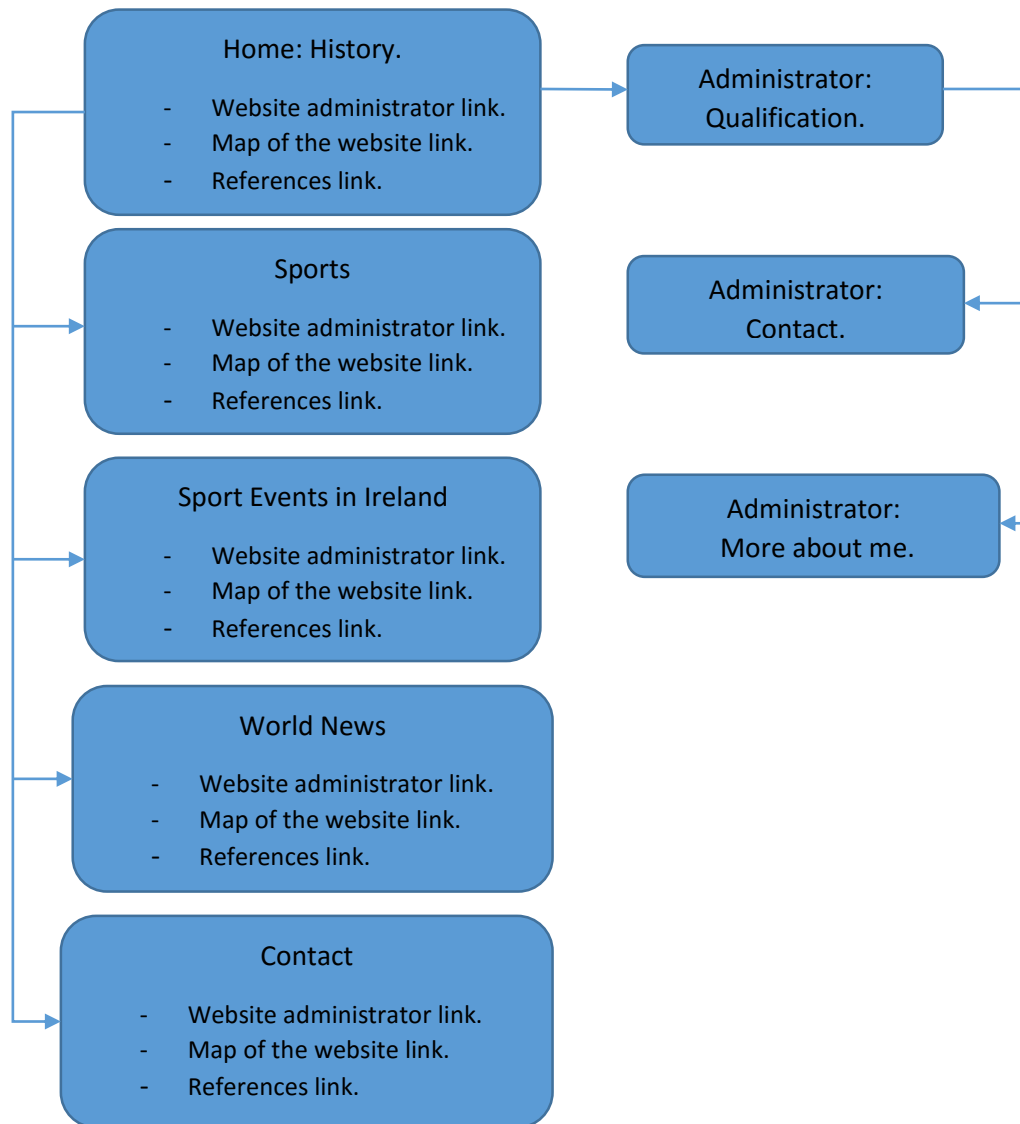 Home: History.
- Website administrator link.
- Map of the website link.
- References link.
Administrator:
Qualification.
Sports
- Website administrator link.
- Map of the website link.
- References link.
Administrator:
Contact.
Sport Events in Ireland
- Website administrator link.
- Map of the website link.
- References link.
Administrator:
More about me.
World News
- Website administrator link.
- Map of the website link.
- References link.
Contact
- Website administrator link.
- Map of the website link.
- References link.